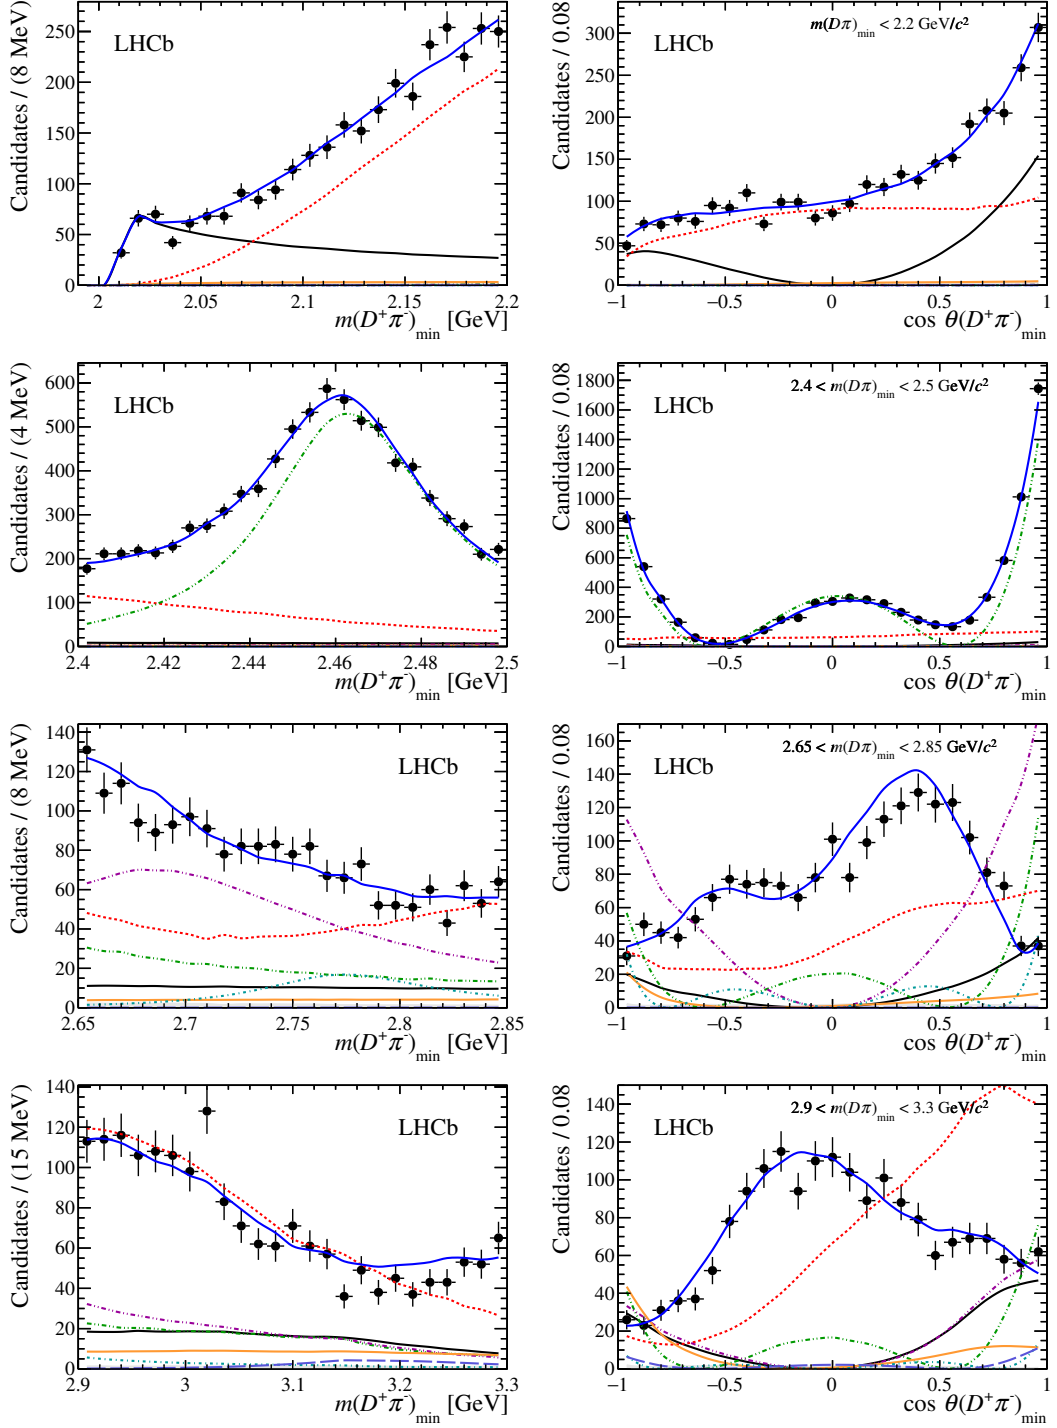 Candidates / (8 MeV)
LHCb
250
200
150
100
50
0
2 2.05 2.1 2.15 2.2
m(D⁺π⁻)min [GeV]
Candidates / 0.08
LHCb
m(Dπ)min < 2.2 GeV/c²
300
250
200
150
100
50
0
−1 −0.5 0 0.5 1
cos θ(D⁺π⁻)min
Candidates / (4 MeV)
LHCb
600
500
400
300
200
100
0
2.4 2.42 2.44 2.46 2.48 2.5
m(D⁺π⁻)min [GeV]
Candidates / 0.08
LHCb
2.4 < m(Dπ)min < 2.5 GeV/c²
1800
1600
1400
1200
1000
800
600
400
200
0
−1 −0.5 0 0.5 1
cos θ(D⁺π⁻)min
Candidates / (8 MeV)
LHCb
140
120
100
80
60
40
20
0
2.65 2.7 2.75 2.8 2.85
m(D⁺π⁻)min [GeV]
Candidates / 0.08
LHCb
2.65 < m(Dπ)min < 2.85 GeV/c²
160
140
120
100
80
60
40
20
0
−1 −0.5 0 0.5 1
cos θ(D⁺π⁻)min
Candidates / (15 MeV)
LHCb
140
120
100
80
60
40
20
0
2.9 3 3.1 3.2 3.3
m(D⁺π⁻)min [GeV]
Candidates / 0.08
LHCb
2.9 < m(Dπ)min < 3.3 GeV/c²
140
120
100
80
60
40
20
0
−1 −0.5 0 0.5 1
cos θ(D⁺π⁻)min